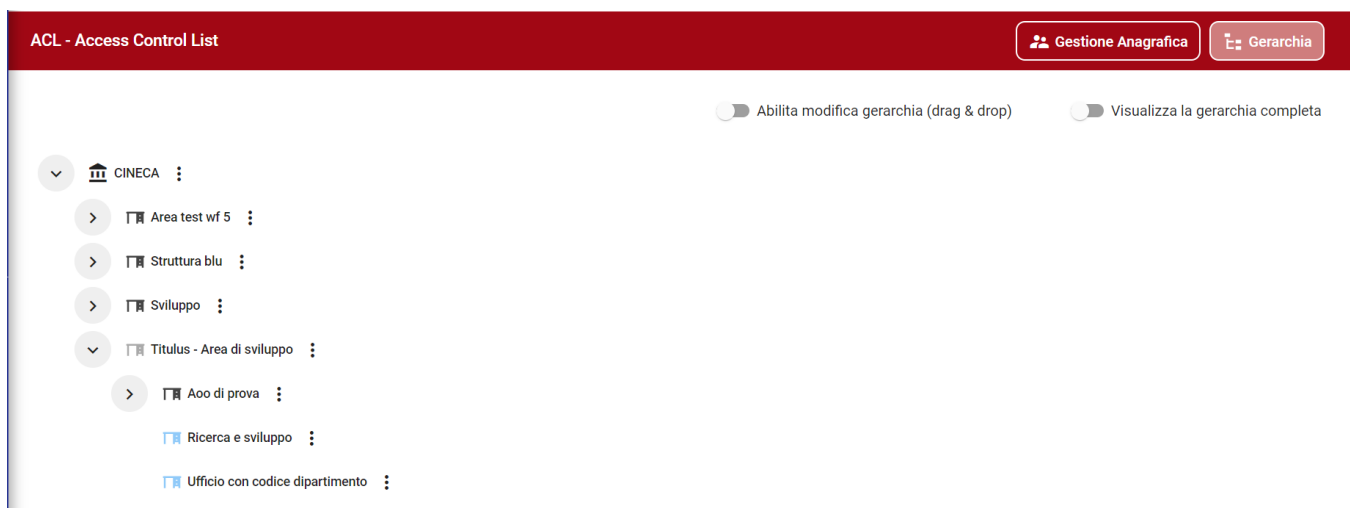 ACL - Access Control List
Gestione Anagrafica
Gerarchia
Abilita modifica gerarchia (drag & drop)
Visualizza la gerarchia completa
CINECA
Area test wf 5
Struttura blu
Sviluppo
Titulus - Area di sviluppo
Aoo di prova
Ricerca e sviluppo
Ufficio con codice dipartimento